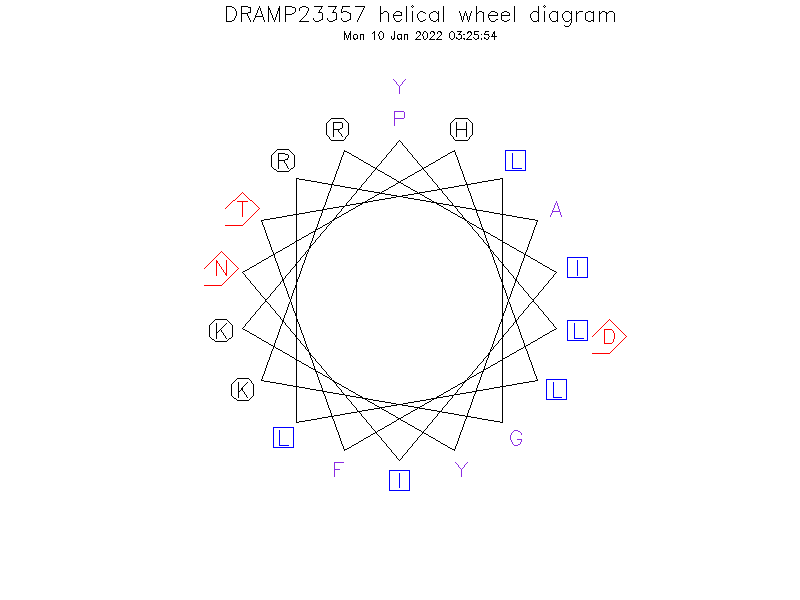 DRAMP23357 helical wheel diagram
Mon 10 Jan 2022 03:25:54
Y
P
R H
R L
T A
N I
K L D
K L
L G
F Y
I